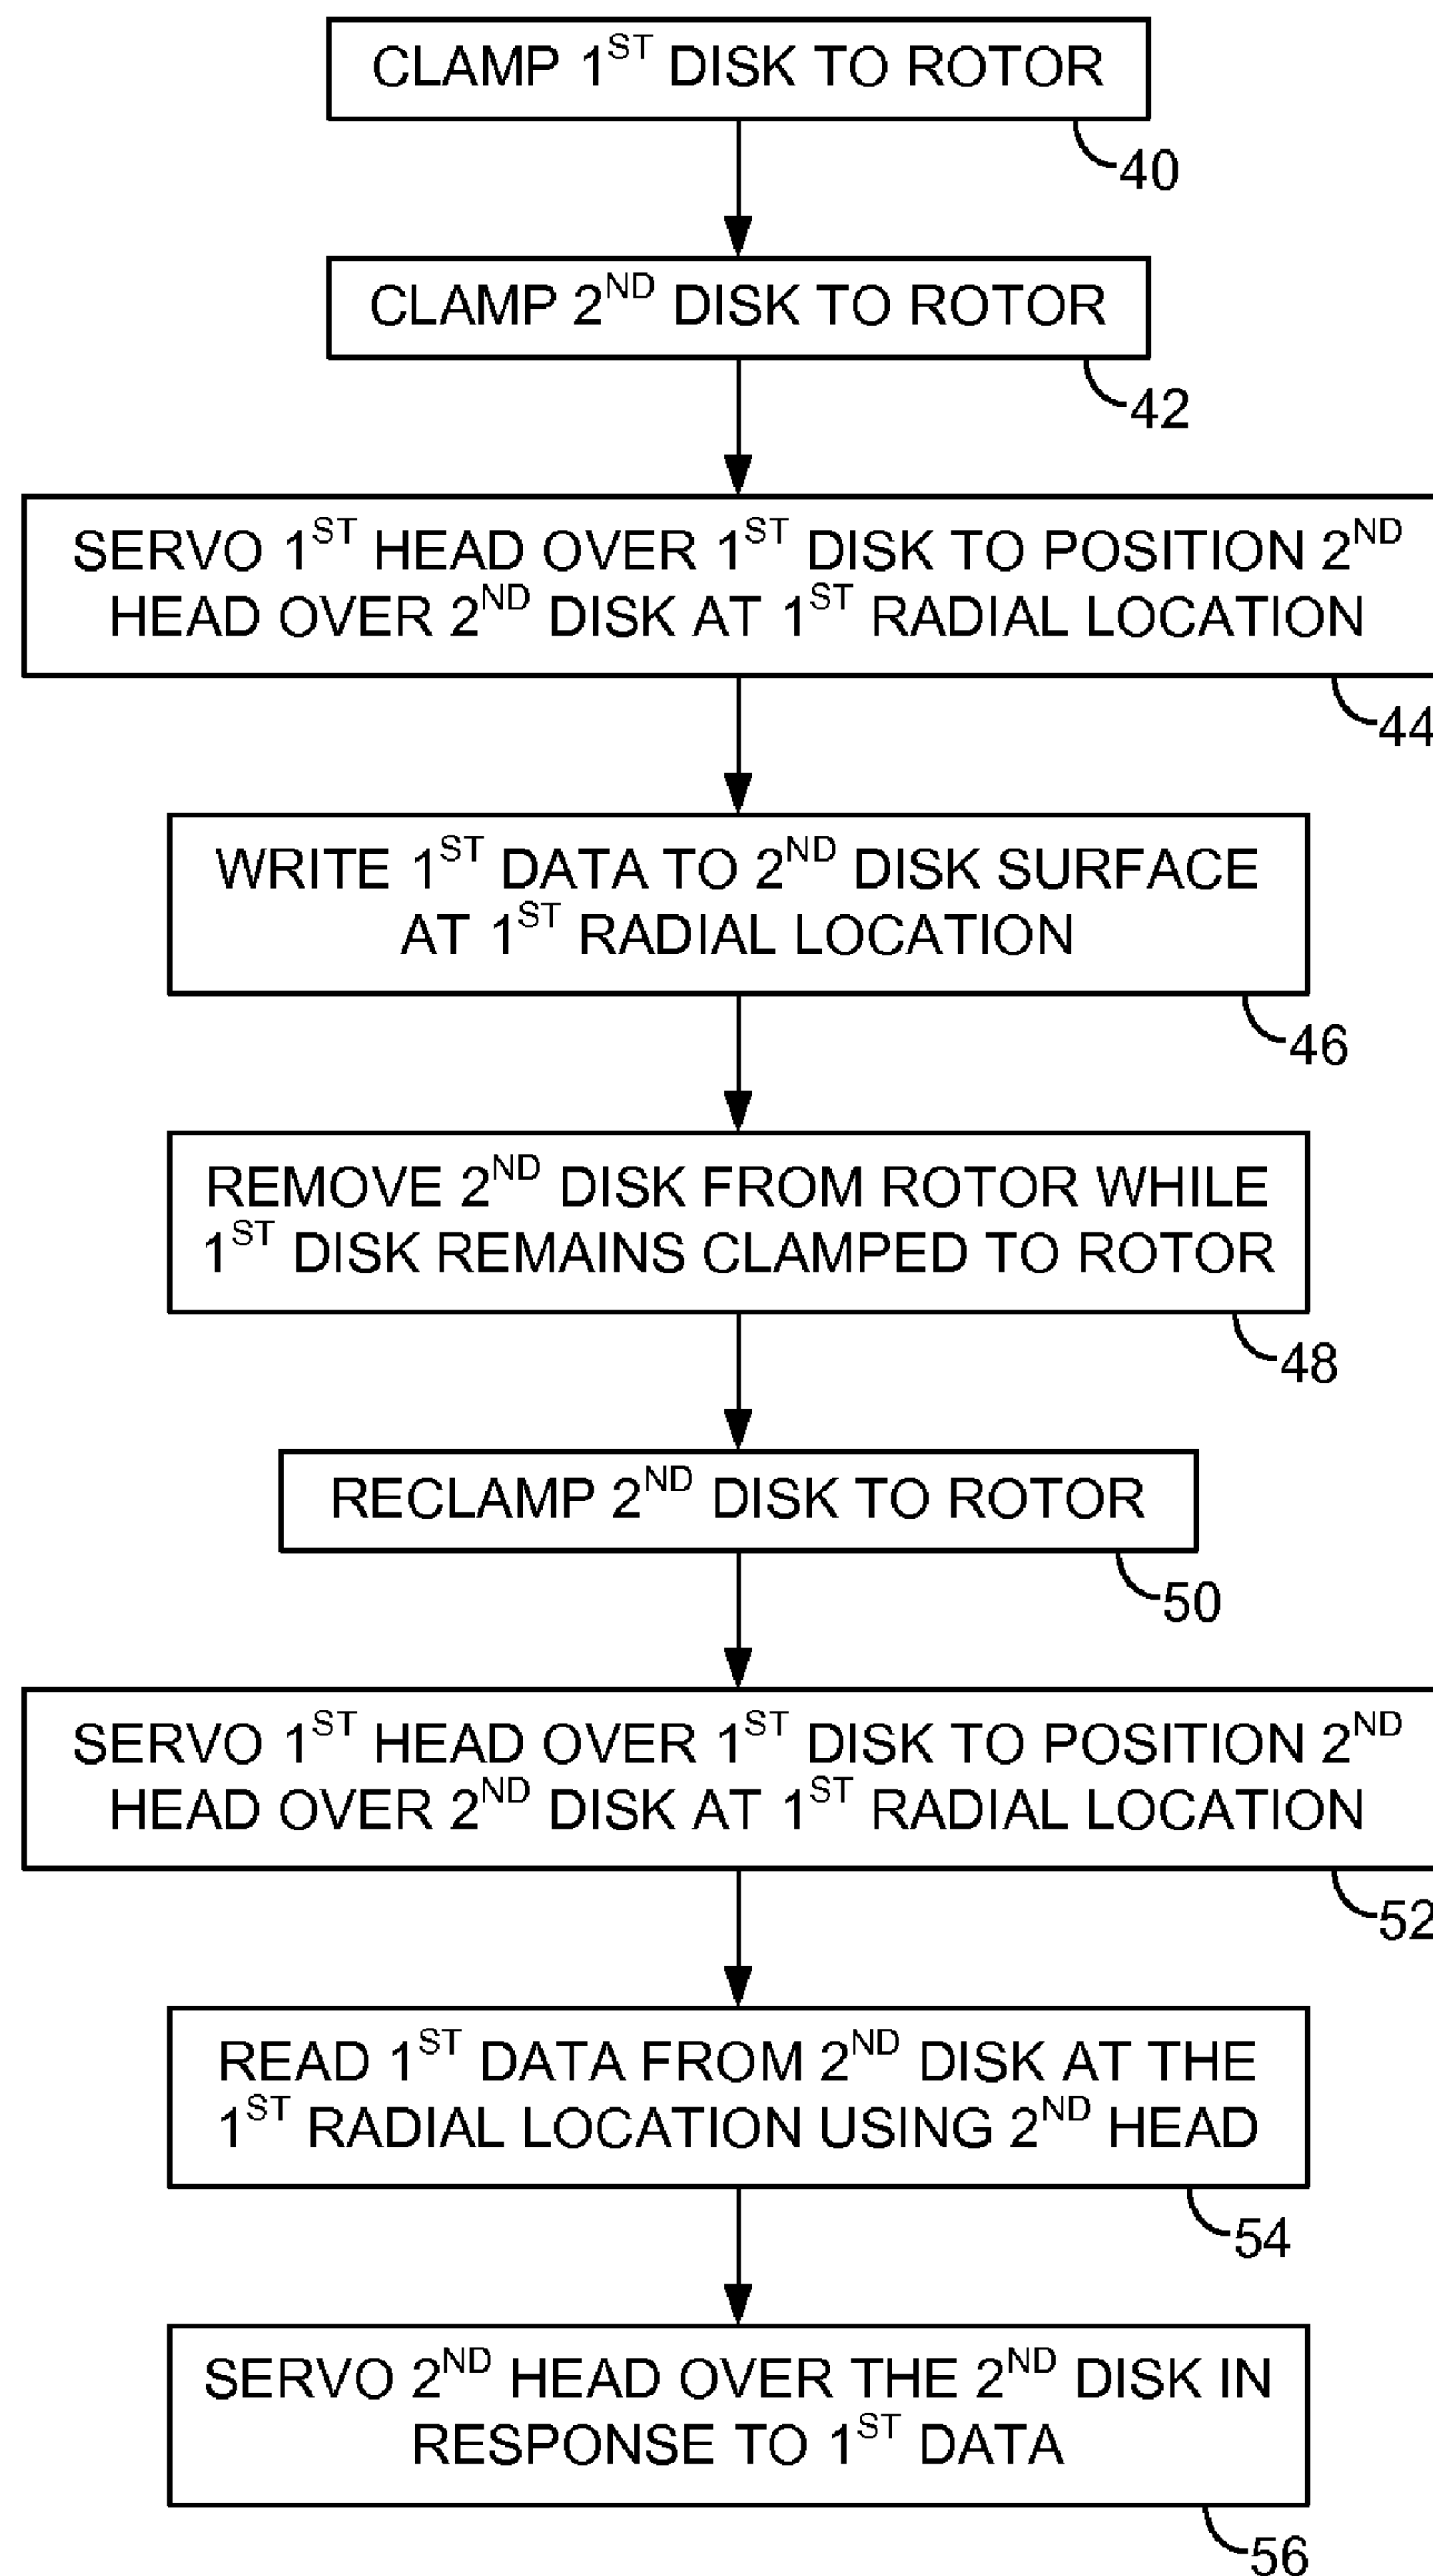 CLAMP 1ST DISK TO ROTOR
40
CLAMP 2ND DISK TO ROTOR
42
SERVO 1ST HEAD OVER 1ST DISK TO POSITION 2ND
HEAD OVER 2ND DISK AT 1ST RADIAL LOCATION
44
WRITE 1ST DATA TO 2ND DISK SURFACE
AT 1ST RADIAL LOCATION
46
REMOVE 2ND DISK FROM ROTOR WHILE
1ST DISK REMAINS CLAMPED TO ROTOR
48
RECLAMP 2ND DISK TO ROTOR
50
SERVO 1ST HEAD OVER 1ST DISK TO POSITION 2ND
HEAD OVER 2ND DISK AT 1ST RADIAL LOCATION
52
READ 1ST DATA FROM 2ND DISK AT THE
1ST RADIAL LOCATION USING 2ND HEAD
54
SERVO 2ND HEAD OVER THE 2ND DISK IN
RESPONSE TO 1ST DATA
56